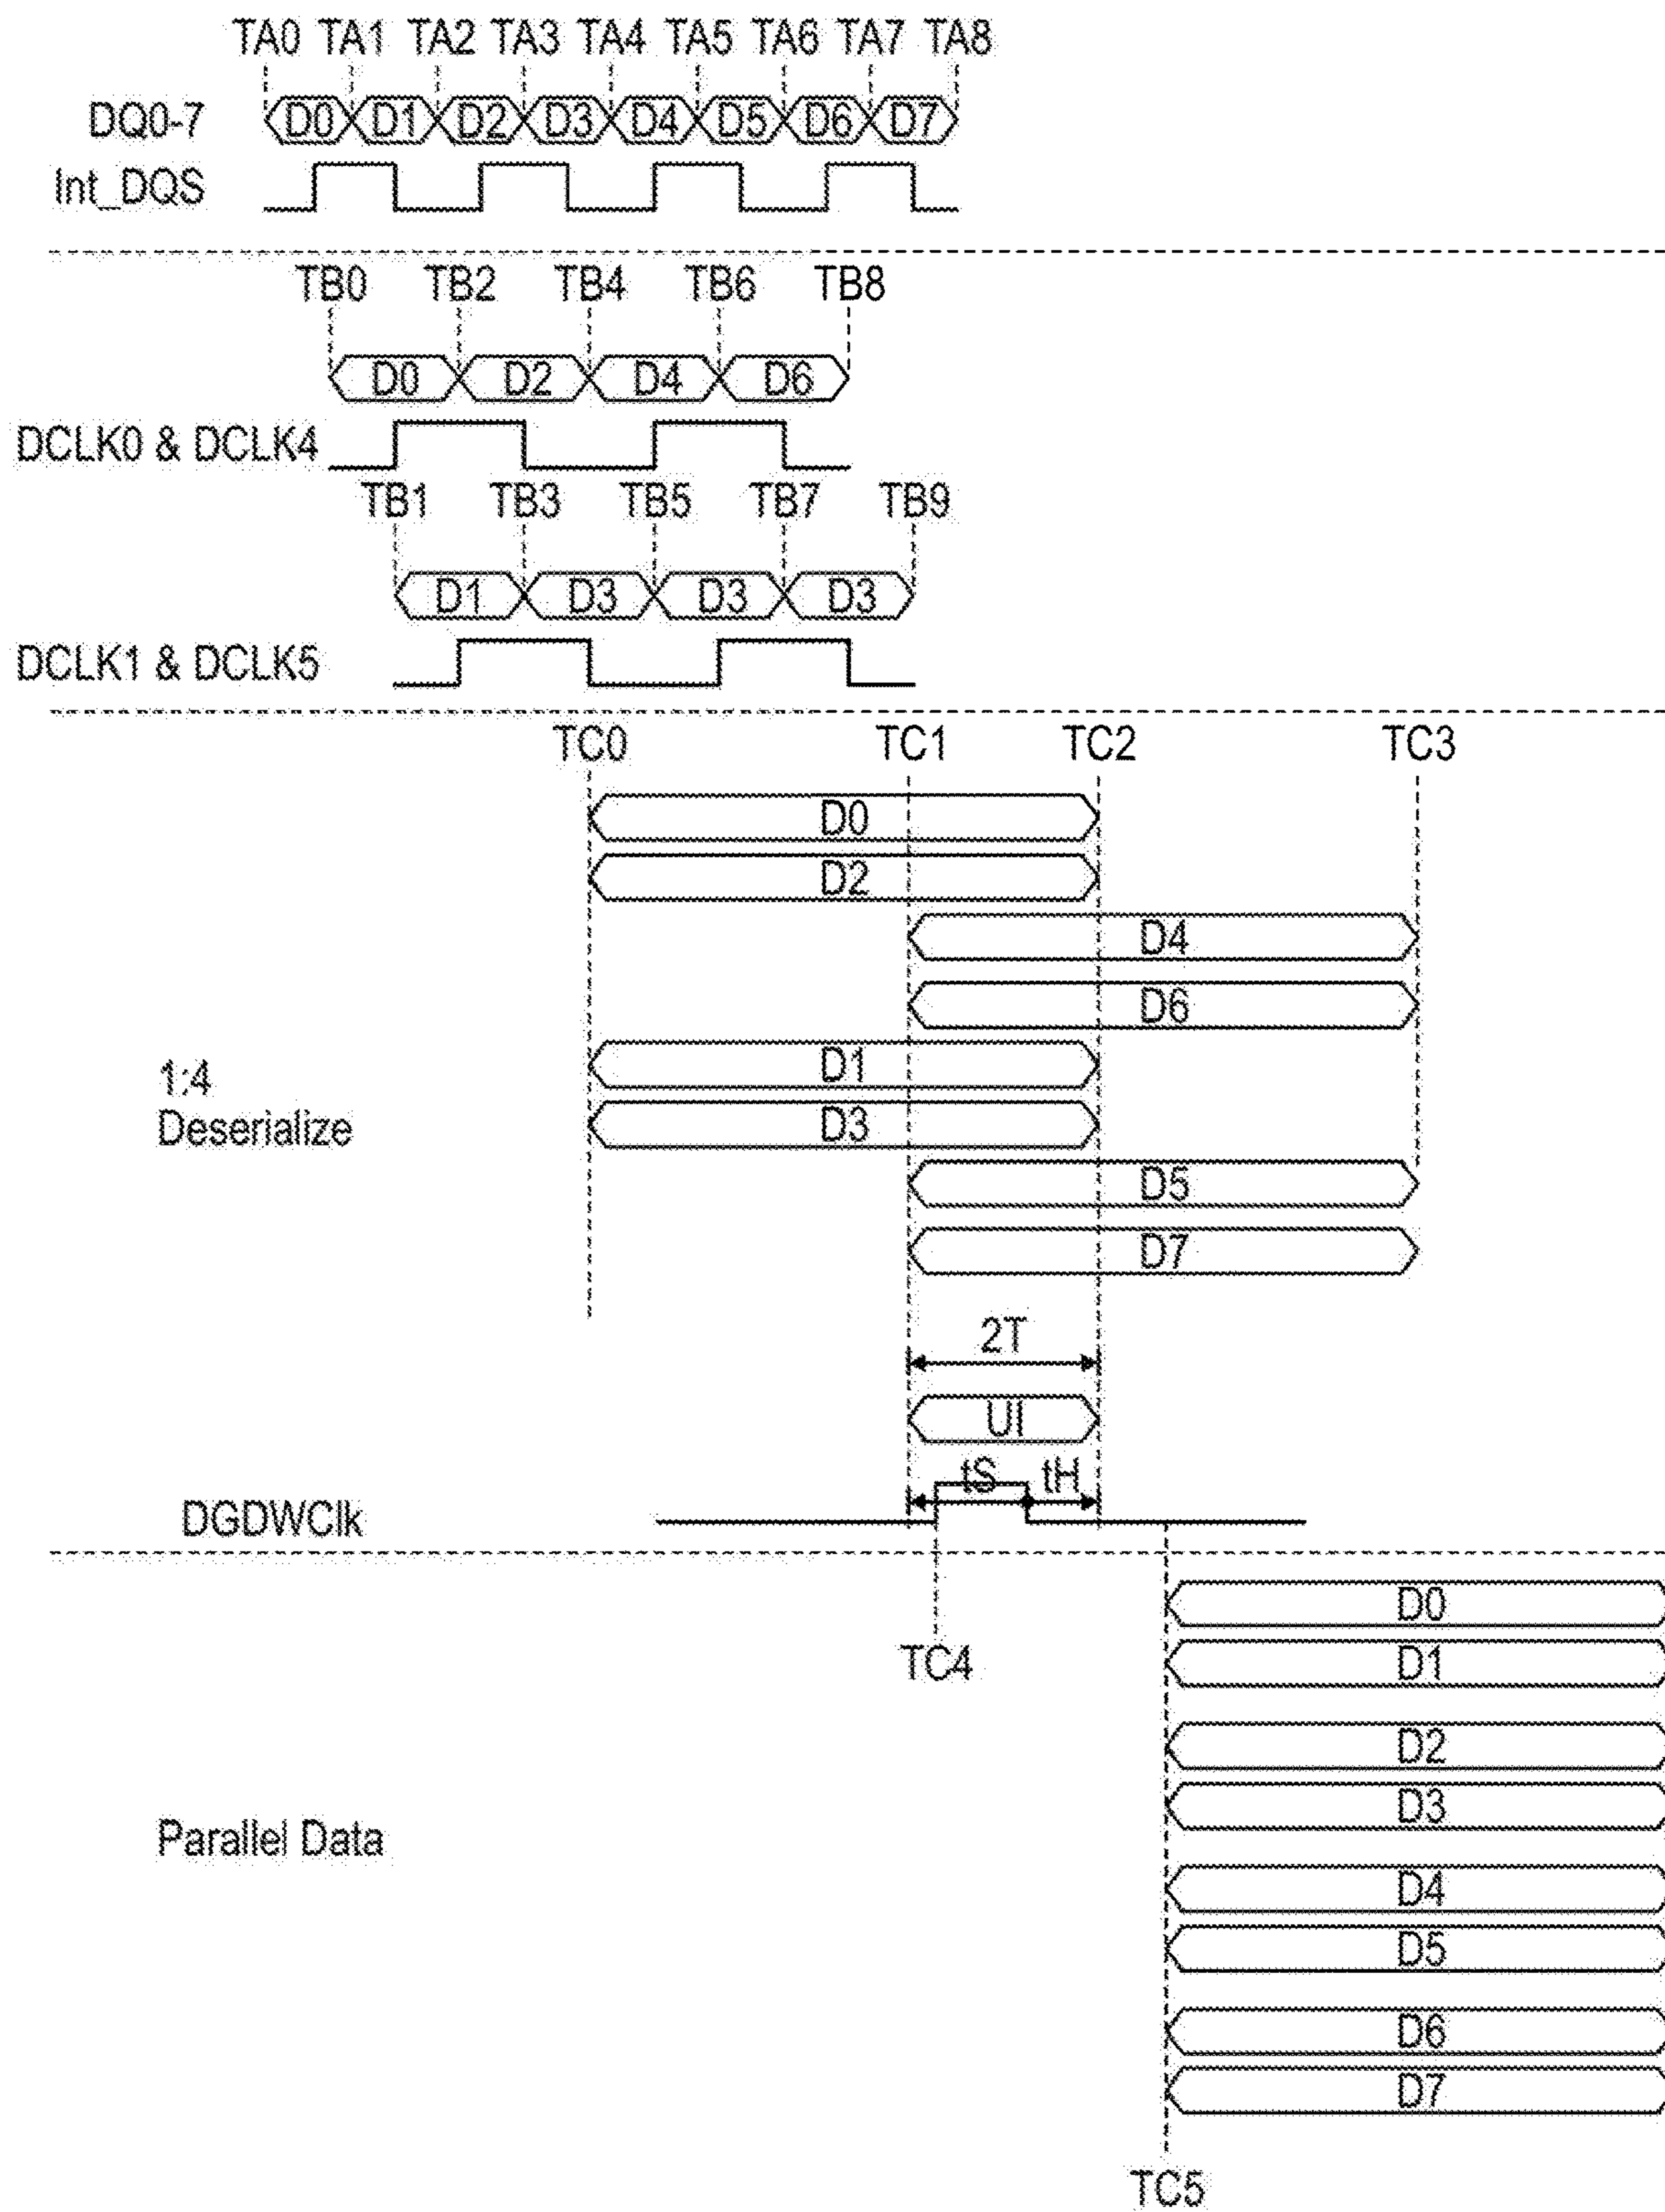 TA0 TA1 TA2 TA3 TA4 TA5 TA6 TA7 TA8
DQ0-7 D0 D1 D2 D3 D4 D5 D6 D7
Int_DQS
TB0 TB2 TB4 TB6 TB8
D0 D2 D4 D6
DCLK0 & DCLK4
TB1 TB3 TB5 TB7 TB9
D1 D3 D3 D3
DCLK1 & DCLK5
TC0 TC1 TC2 TC3
D0
D2
D4
D6
D1
1:4
Deserialize
D3
D5
D7
2T
UI
tS tH
DGDWClk
D0
D1
TC4
D2
D3
Parallel Data
D4
D5
D6
D7
TC5